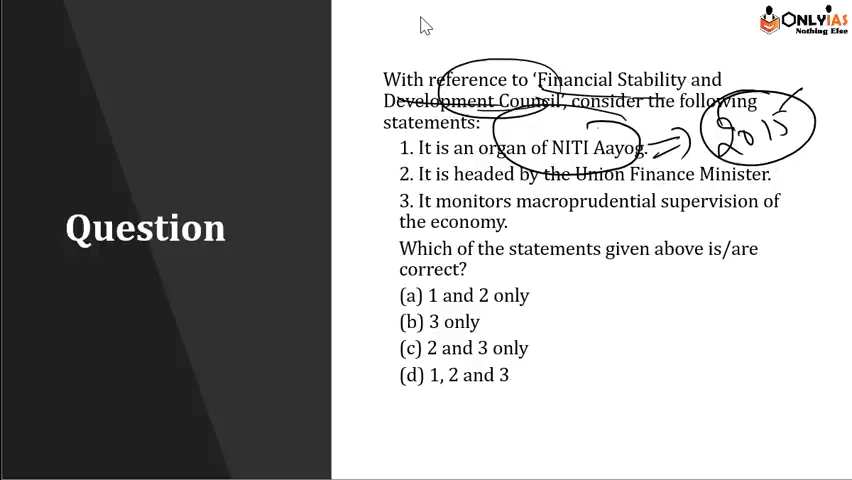 ONLYIAS
Nothing Else
With reference to ‘Financial Stability and
Development Council’, consider the following
statements:
1. It is an organ of NITI Aayog.
2015
2. It is headed by the Union Finance Minister.
3. It monitors macroprudential supervision of
the economy.
Question
Which of the statements given above is/are
correct?
(a) 1 and 2 only
(b) 3 only
(c) 2 and 3 only
(d) 1, 2 and 3